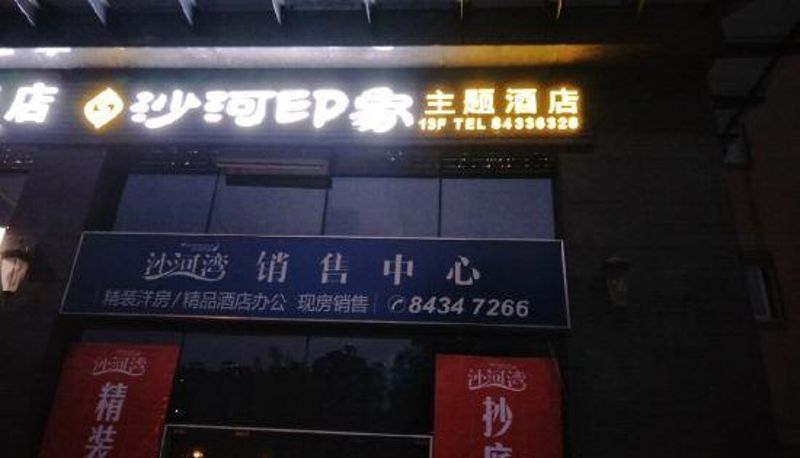 店
沙河印象 主题酒店
13F TEL 84336328
沙河湾 销售中心
精装洋房/精品酒店办公 现房销售 8434 7266
沙河湾
精装
沙河湾
抄底